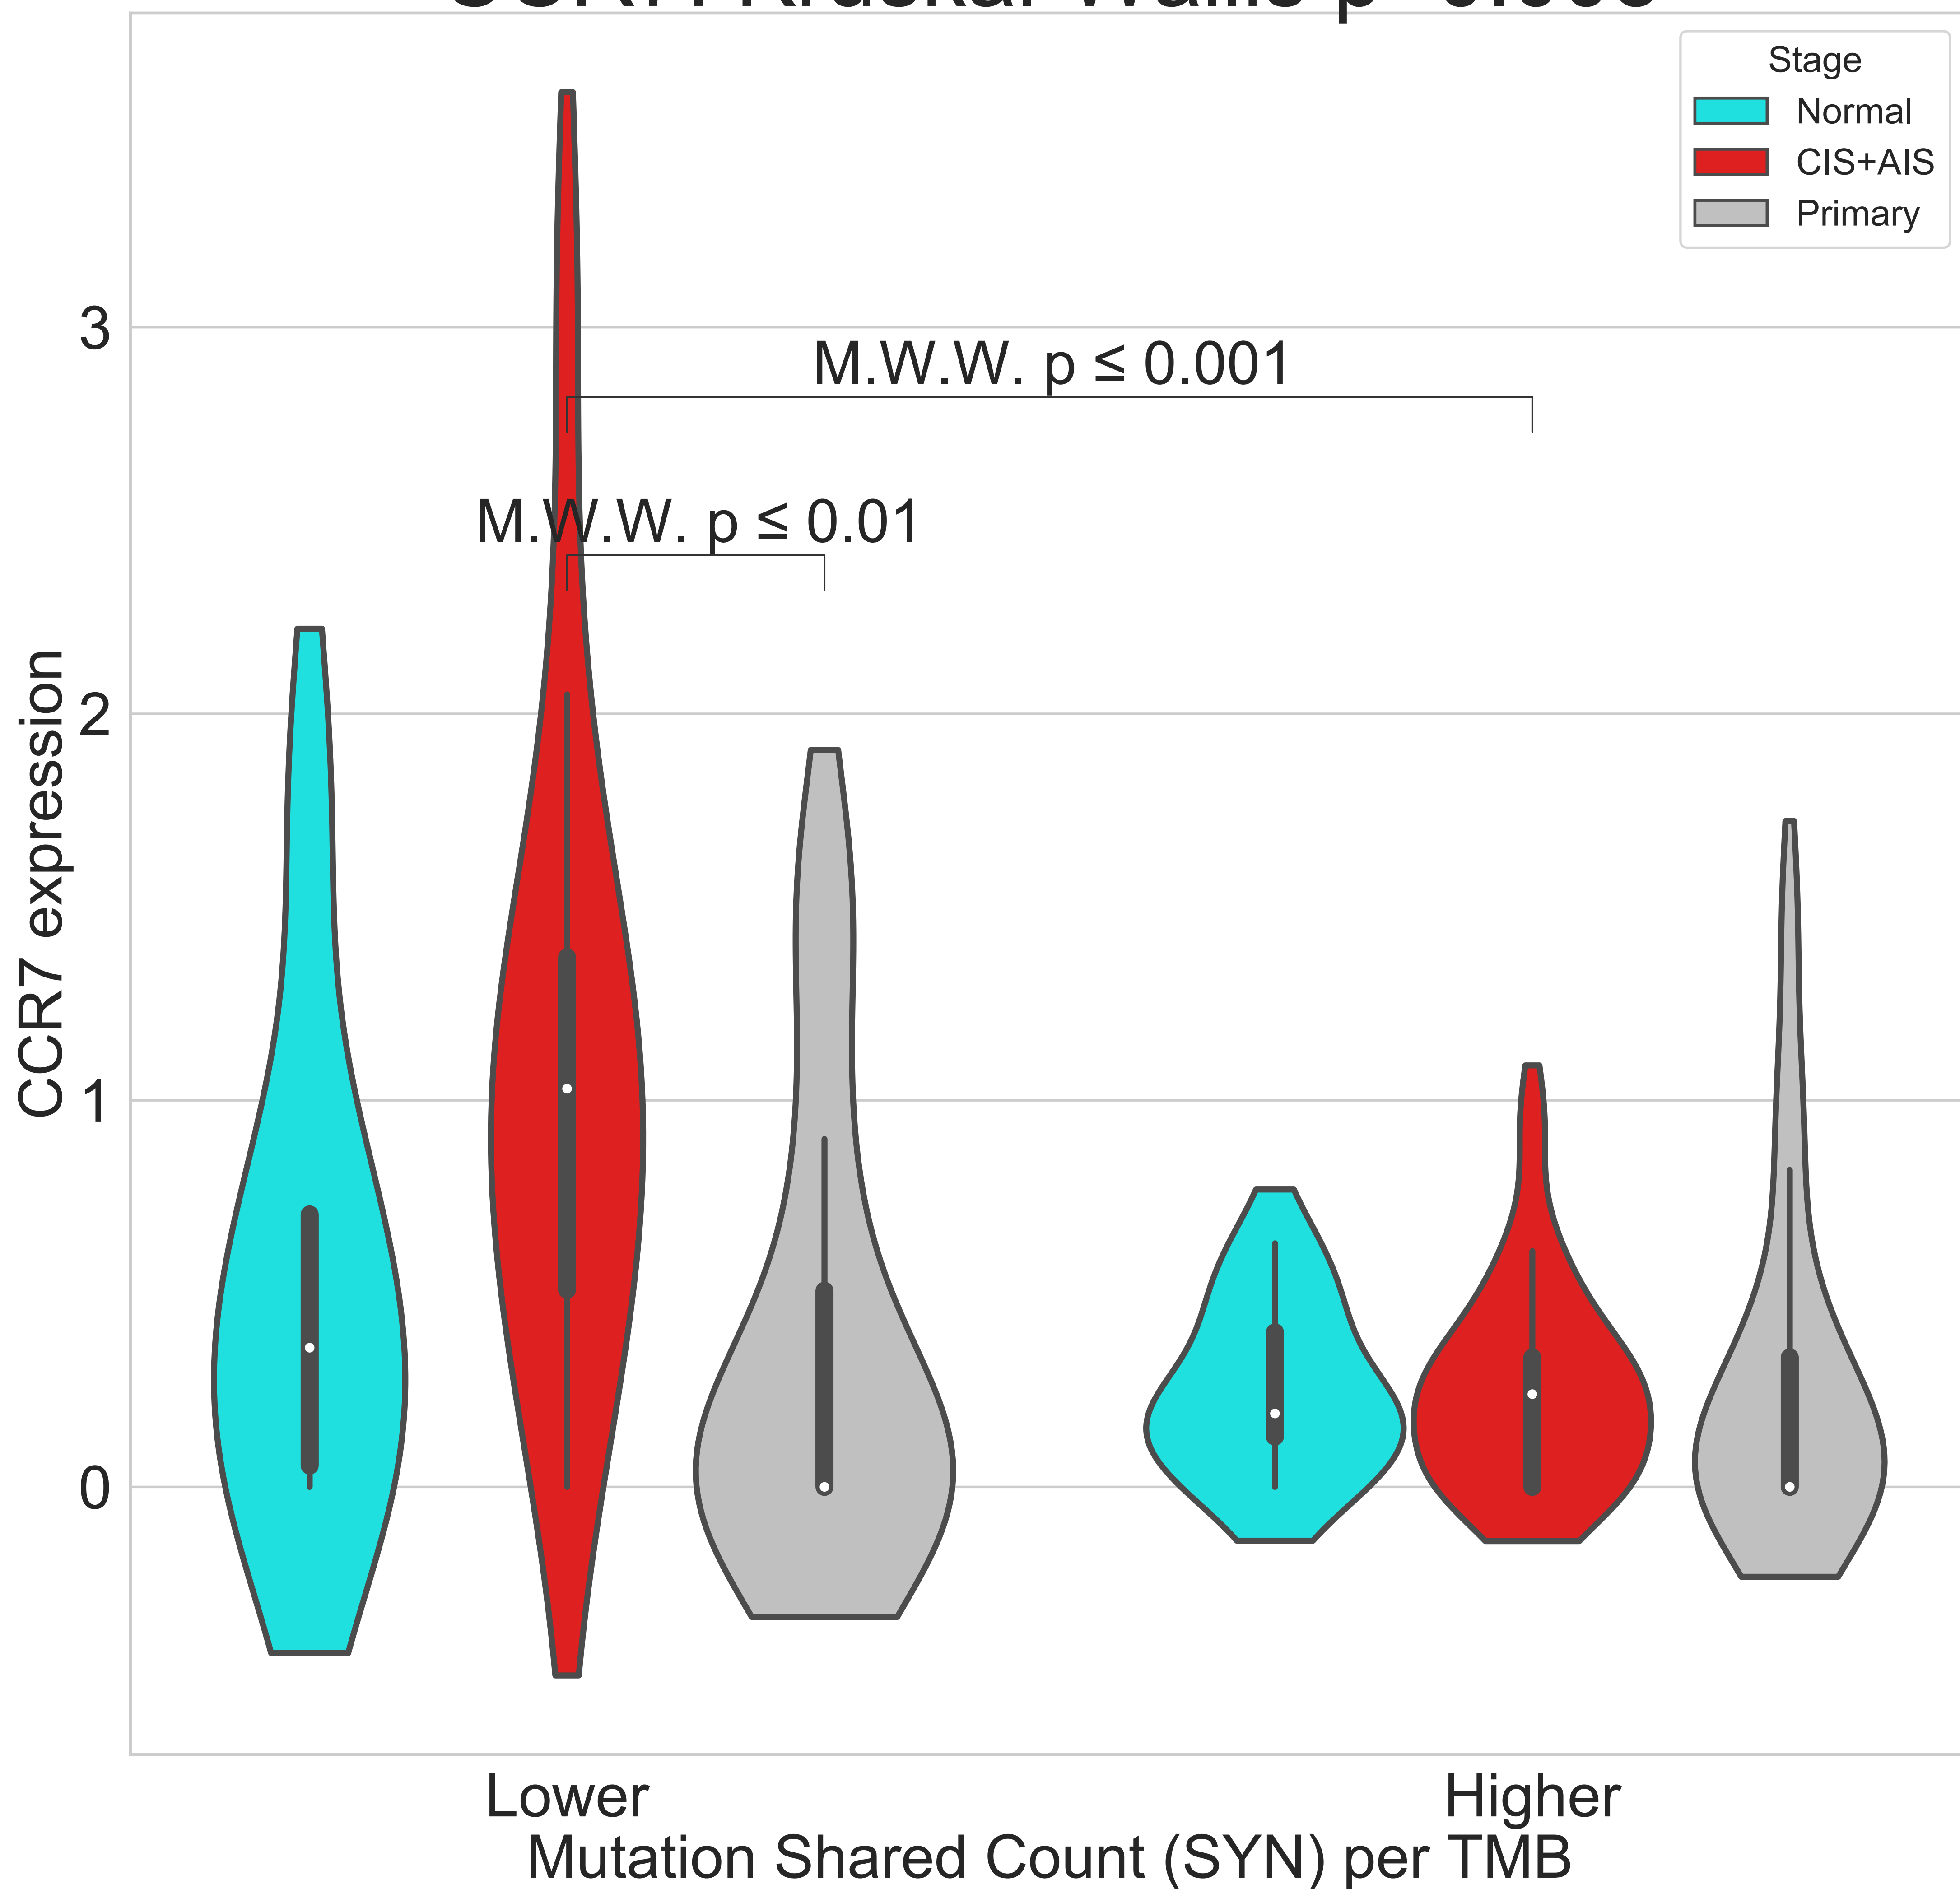 Stage
Normal
CIS+AIS
Primary
M.W.W. p ≤ 0.001
M.W.W. p ≤ 0.01
CCR7 expression
3
2
1
0
Lower
Higher
Mutation Shared Count (SYN) per TMB